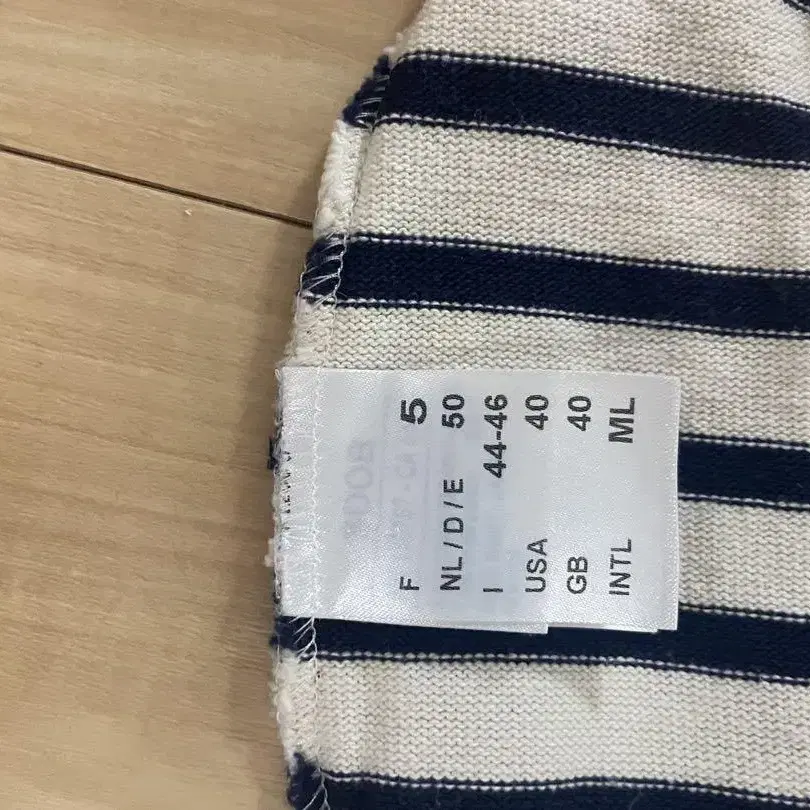 F 5
NL / D / E 50
I 44-46
USA 40
GB 40
INTL ML